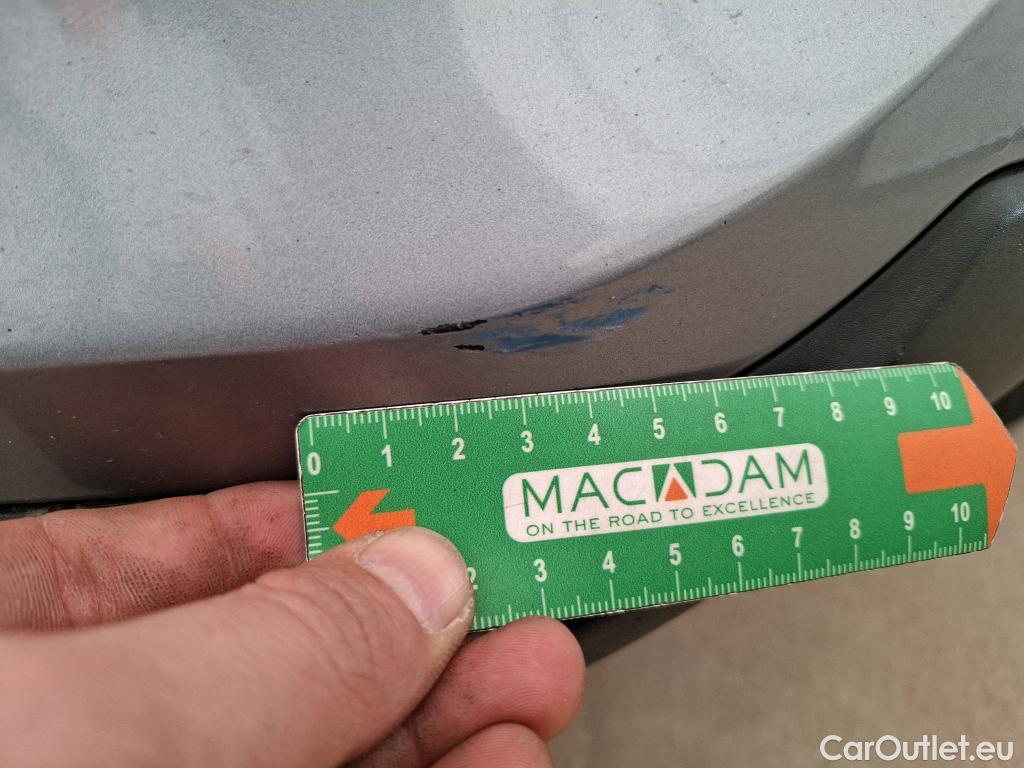 0 1 2 3 4 5 6 7 8 9 10
MACADAM
ON THE ROAD TO EXCELLENCE
2 3 4 5 6 7 8 9 10
CarOutlet.eu